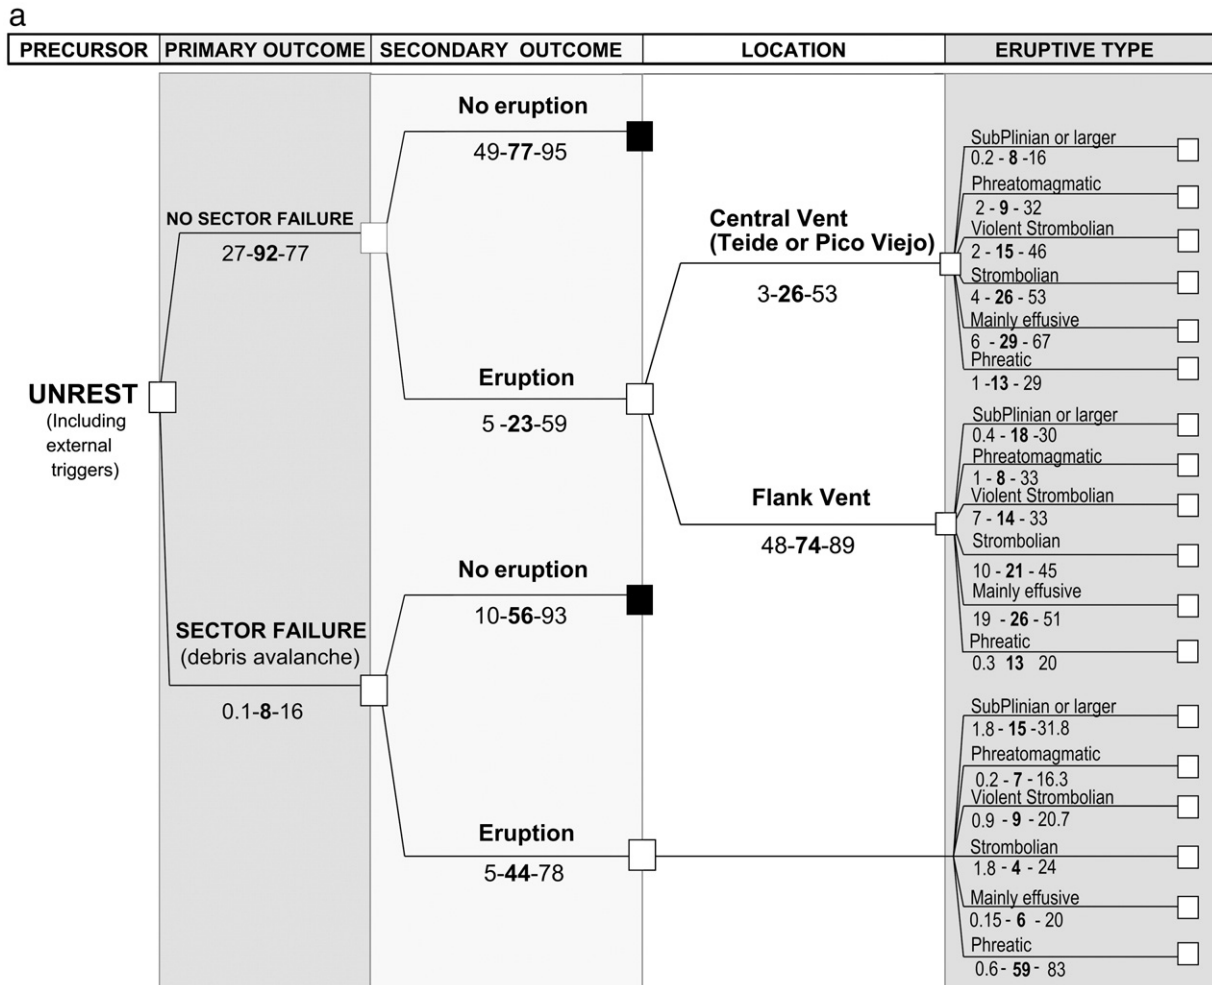 a
PRECURSOR PRIMARY OUTCOME SECONDARY OUTCOME LOCATION ERUPTIVE TYPE
UNREST
(Including
external
triggers)
NO SECTOR FAILURE
27-92-77
SECTOR FAILURE
(debris avalanche)
0.1-8-16
No eruption
49-77-95
Eruption
5 -23-59
No eruption
10-56-93
Eruption
5-44-78
Central Vent
(Teide or Pico Viejo)
3-26-53
Flank Vent
48-74-89
SubPlinian or larger
0.2 - 8 -16
Phreatomagmatic
2 - 9 - 32
Violent Strombolian
2 - 15 - 46
Strombolian
4 - 26 - 53
Mainly effusive
6 - 29 - 67
Phreatic
1 -13 - 29
SubPlinian or larger
0.4 - 18 -30
Phreatomagmatic
1 - 8 - 33
Violent Strombolian
7 - 14 - 33
Strombolian
10 - 21 - 45
Mainly effusive
19 - 26 - 51
Phreatic
0.3 13 20
SubPlinian or larger
1.8 - 15 -31.8
Phreatomagmatic
0.2 - 7 - 16.3
Violent Strombolian
0.9 - 9 - 20.7
Strombolian
1.8 - 4 - 24
Mainly effusive
0.15 - 6 - 20
Phreatic
0.6 - 59 - 83